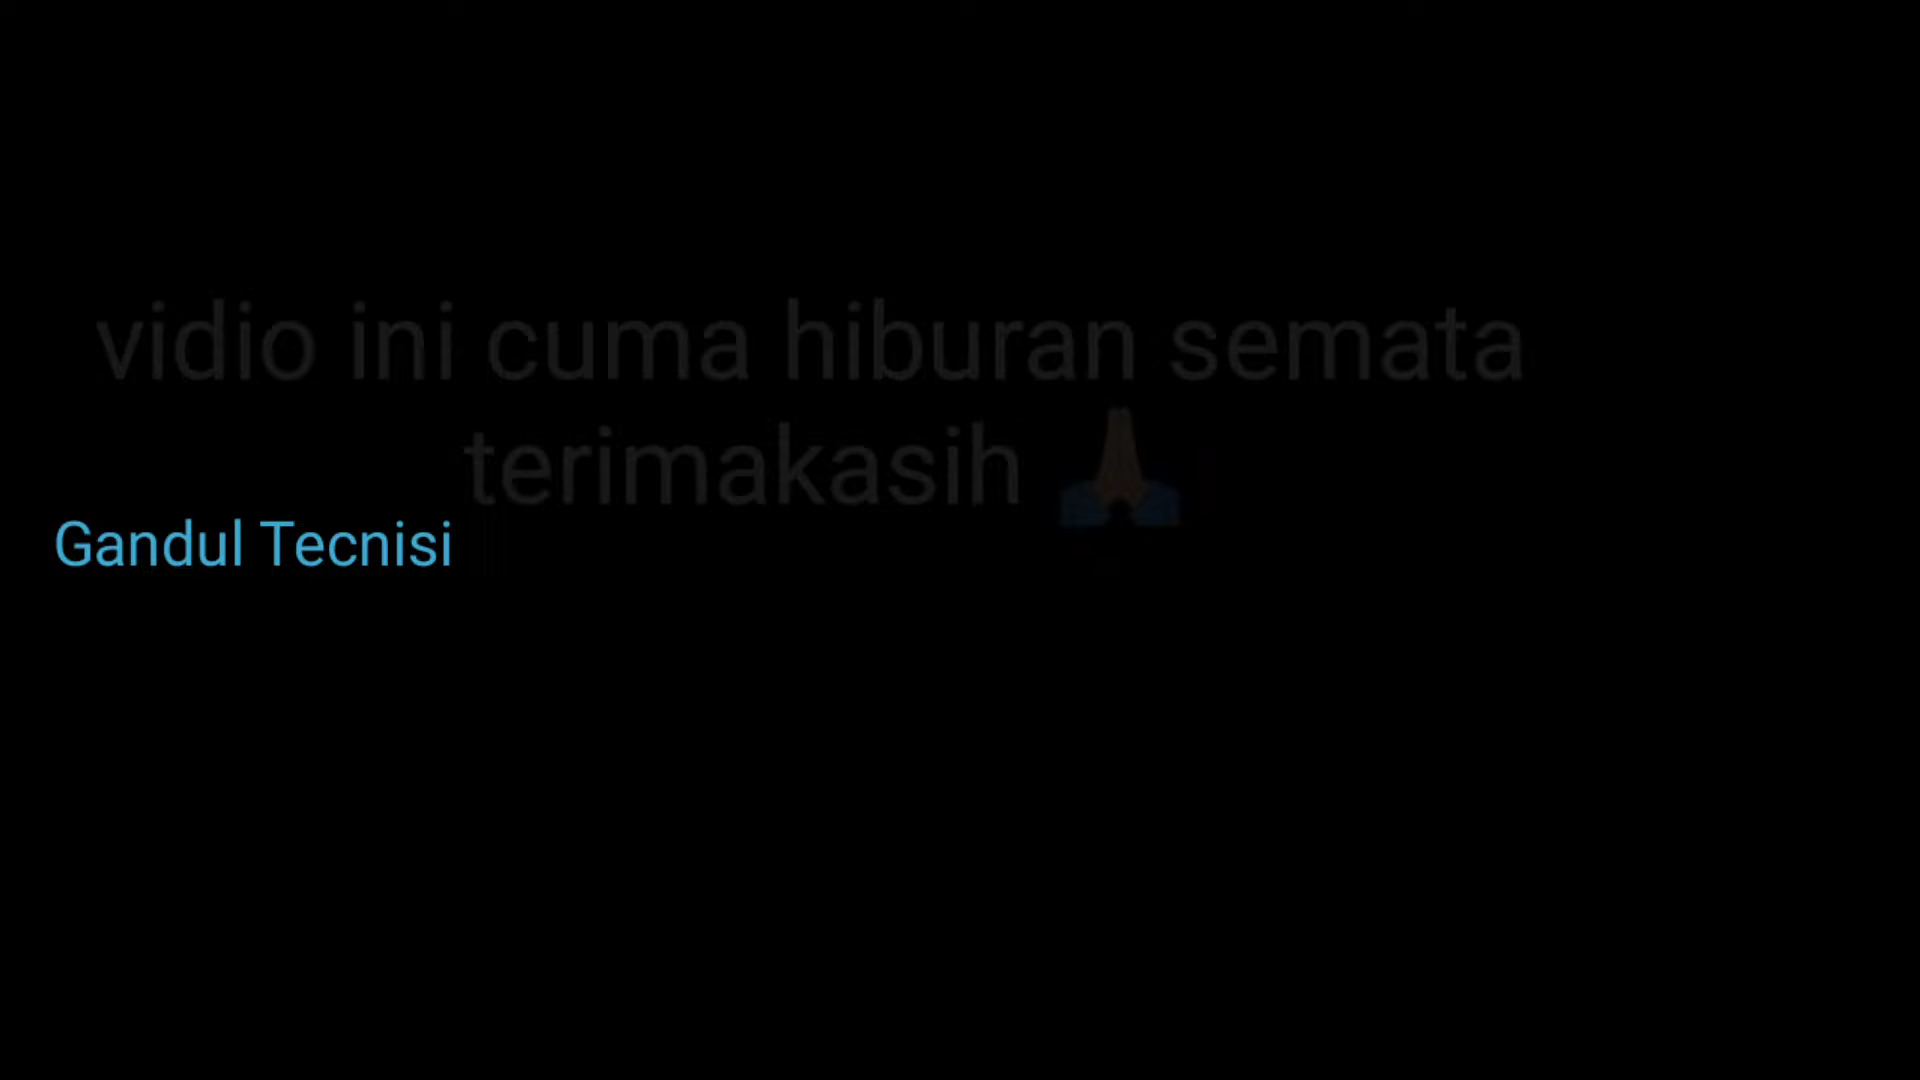 vidio ini cuma hiburan semata
terimakasih 🙏
Gandul Tecnisi